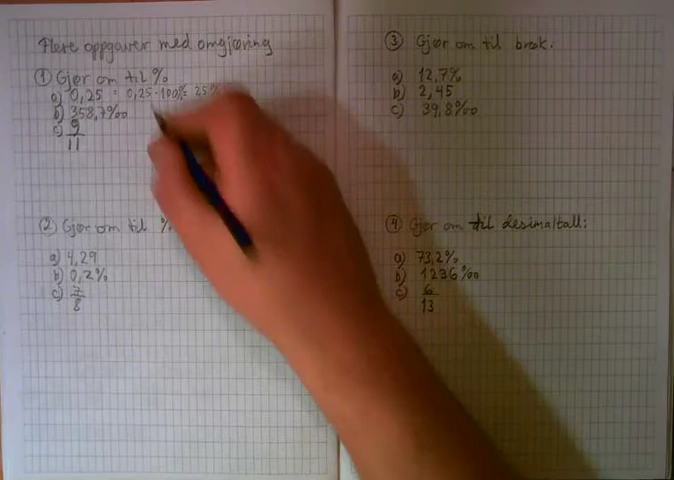 Flere oppgaver med omgjøring
① Gjør om til %
a) 0,25 = 0,25 · 100% = 25%
b) 358,7‰
c) 9/11
② Gjør om til
a) 4,29
b) 0,2%
c) 7/8
③ Gjør om til brøk.
a) 12,7%
b) 2,45
c) 39,8‰
④ Gjør om til desimaltall:
a) 73,2%
b) 1236‰
c) 6/13